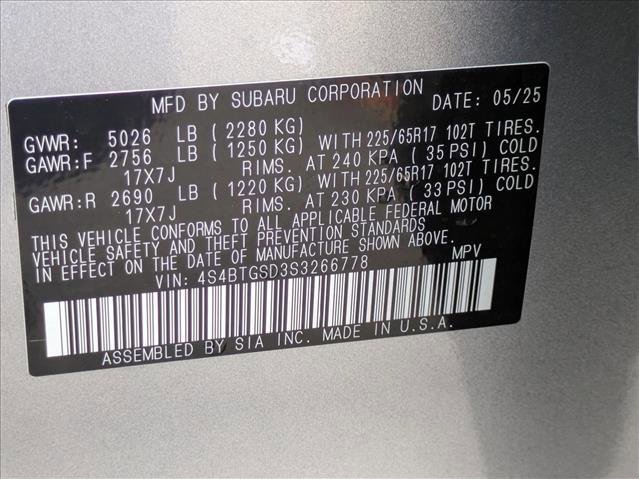 MFD BY SUBARU CORPORATION DATE: 05/25
GVWR: 5026 LB ( 2280 KG)
GAWR:F 2756 LB ( 1250 KG) WITH 225/65R17 102T TIRES.
17X7J RIMS. AT 240 KPA ( 35 PSI) COLD
GAWR:R 2690 LB ( 1220 KG) WITH 225/65R17 102T TIRES.
17X7J RIMS. AT 230 KPA ( 33 PSI) COLD
THIS VEHICLE CONFORMS TO ALL APPLICABLE FEDERAL MOTOR
VEHICLE SAFETY AND THEFT PREVENTION STANDARDS
IN EFFECT ON THE DATE OF MANUFACTURE SHOWN ABOVE.
VIN: 4S4BTGSD3S3266778 MPV
ASSEMBLED BY SIA INC. MADE IN U.S.A.